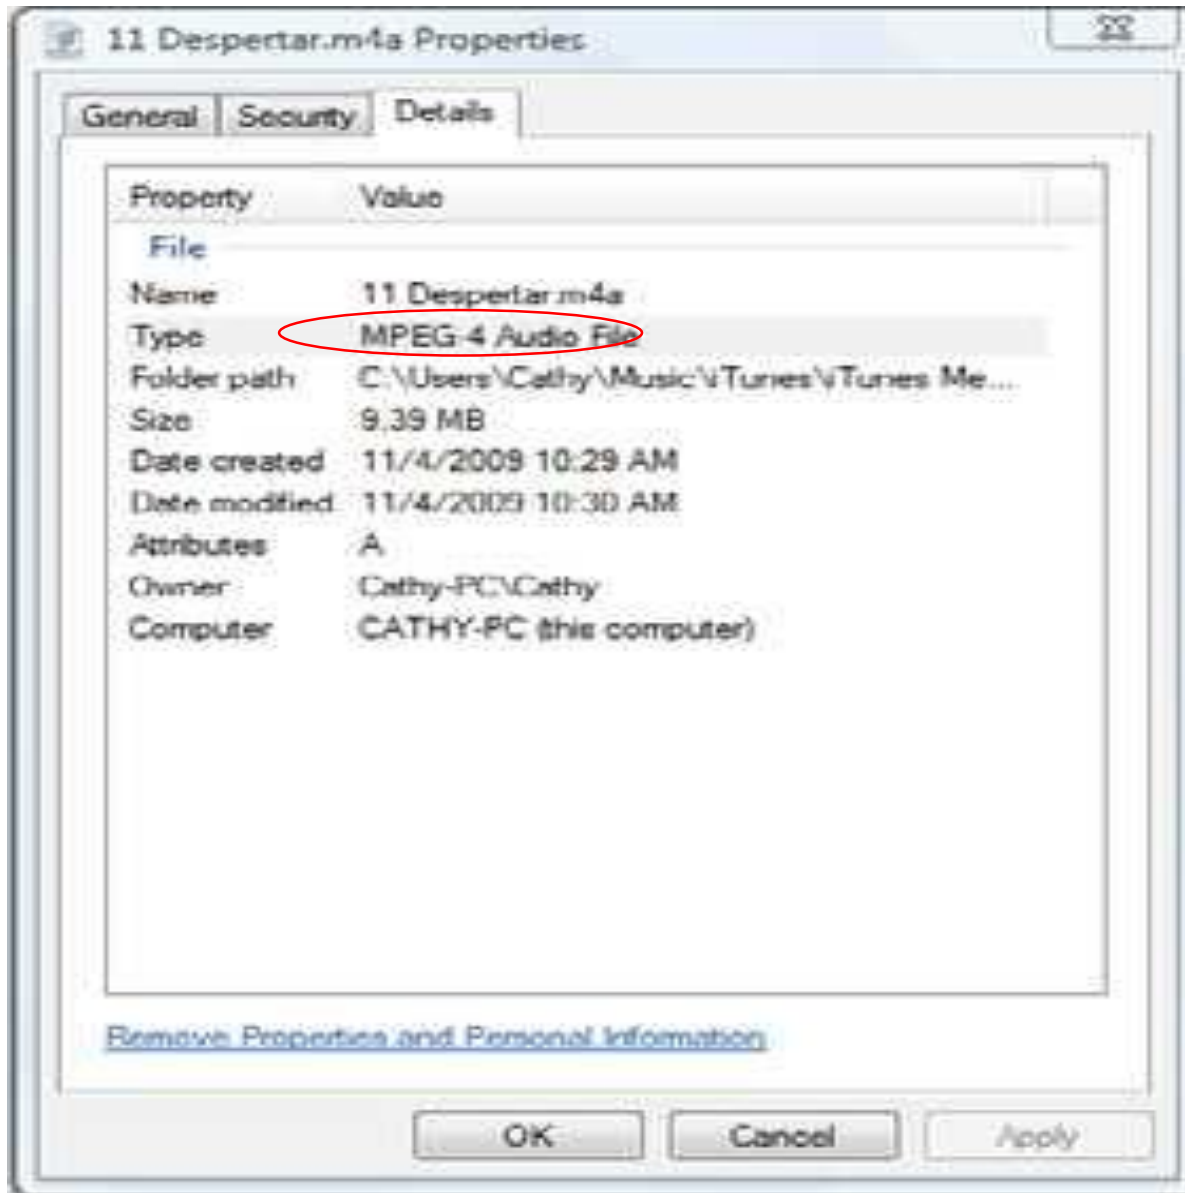 11 Despertar.m4a Properties
General Security Details
Property Value
File
Name 11 Despertar.m4a
Type MPEG-4 Audio File
Folder path C:\Users\Cathy\Music\iTunes\iTunes Me...
Size 9.39 MB
Date created 11/4/2009 10:29 AM
Date modified 11/4/2009 10:30 AM
Attributes A
Owner Cathy-PC\Cathy
Computer CATHY-PC (this computer)
Remove Properties and Personal Information
OK Cancel Apply